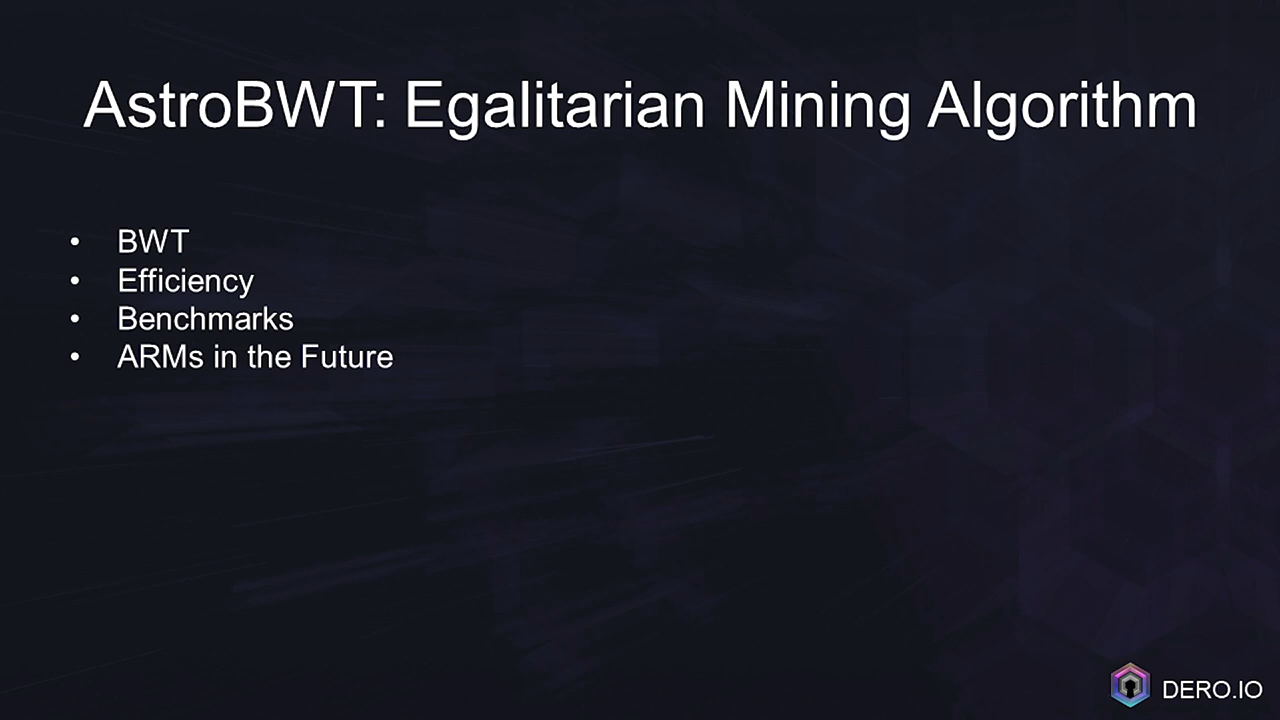 AstroBWT: Egalitarian Mining Algorithm
• BWT
• Efficiency
• Benchmarks
• ARMs in the Future
DERO.IO